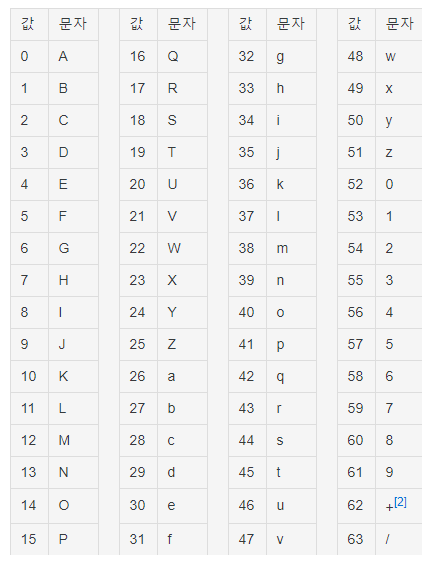 값 문자 값 문자 값 문자 값 문자
0 A 16 Q 32 g 48 w
1 B 17 R 33 h 49 x
2 C 18 S 34 i 50 y
3 D 19 T 35 j 51 z
4 E 20 U 36 k 52 0
5 F 21 V 37 l 53 1
6 G 22 W 38 m 54 2
7 H 23 X 39 n 55 3
8 I 24 Y 40 o 56 4
9 J 25 Z 41 p 57 5
10 K 26 a 42 q 58 6
11 L 27 b 43 r 59 7
12 M 28 c 44 s 60 8
13 N 29 d 45 t 61 9
14 O 30 e 46 u 62 +[2]
15 P 31 f 47 v 63 /